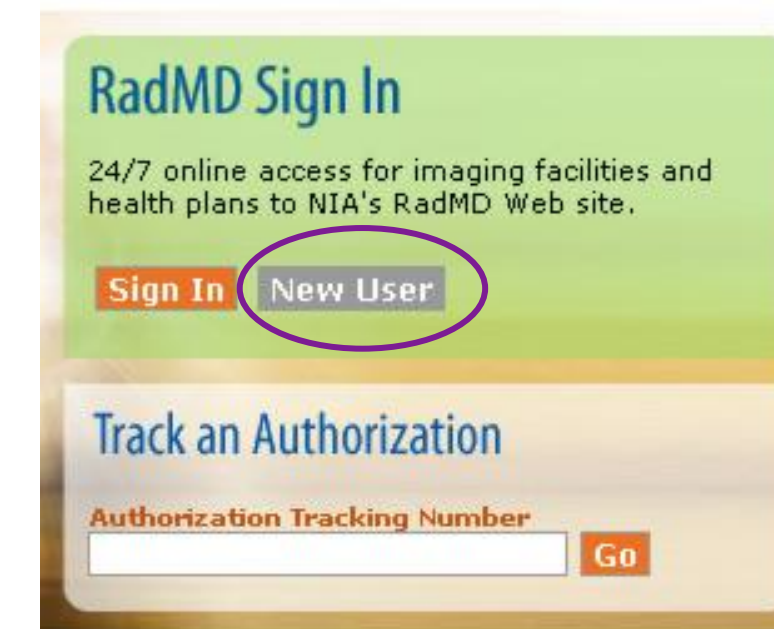 RadMD Sign In
24/7 online access for imaging facilities and
health plans to NIA's RadMD Web site.
Sign In New User
Track an Authorization
Authorization Tracking Number
Go